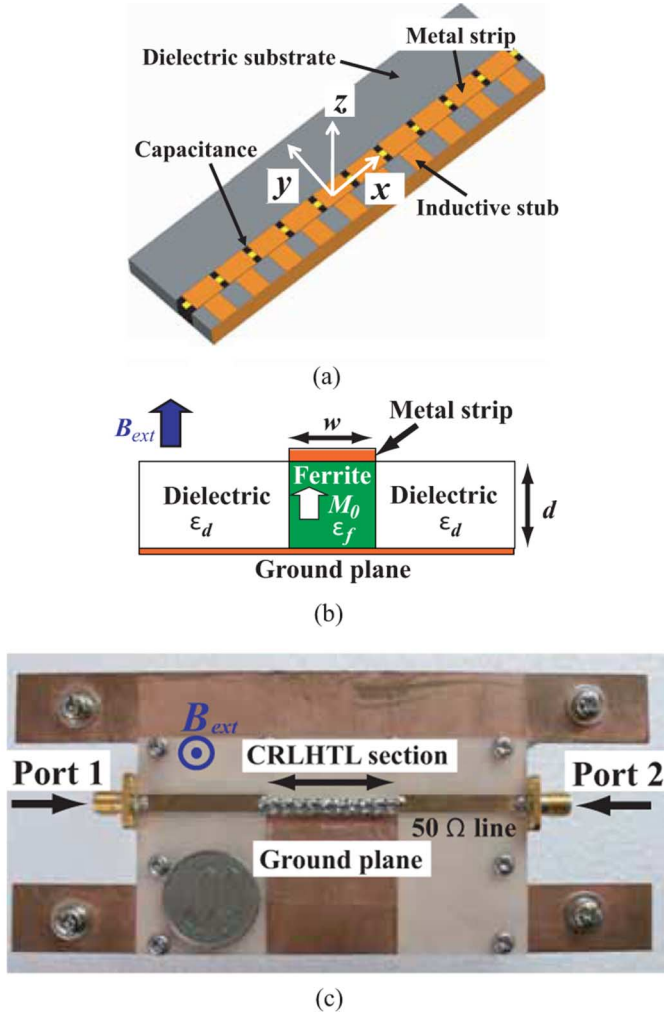 Metal strip
Dielectric substrate
z
Capacitance
y
x
Inductive stub
(a)
B_ext
w
Metal strip
Ferrite
Dielectric
ε_d
M_0
ε_f
Dielectric
ε_d
d
Ground plane
(b)
B_ext
CRLHTL section
Port 1
Port 2
50 Ω line
Ground plane
(c)